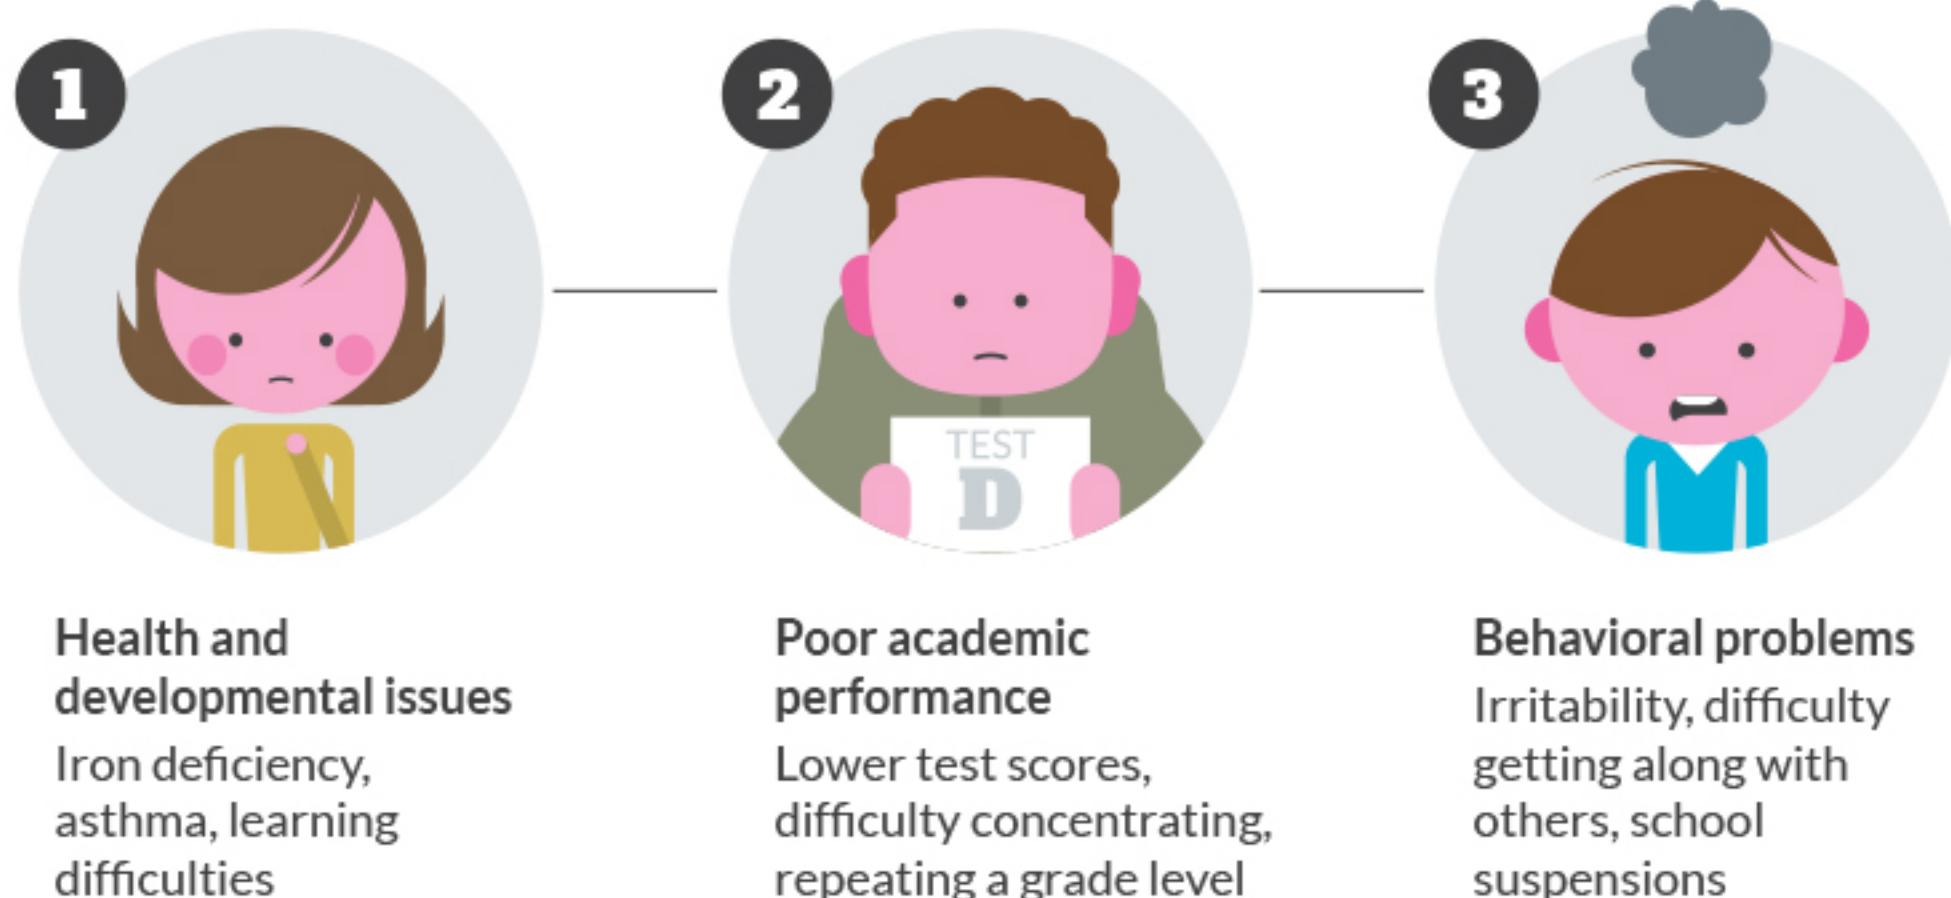 1
Health and
developmental issues
Iron deficiency,
asthma, learning
difficulties
2
TEST
D
Poor academic
performance
Lower test scores,
difficulty concentrating,
repeating a grade level
3
Behavioral problems
Irritability, difficulty
getting along with
others, school
suspensions